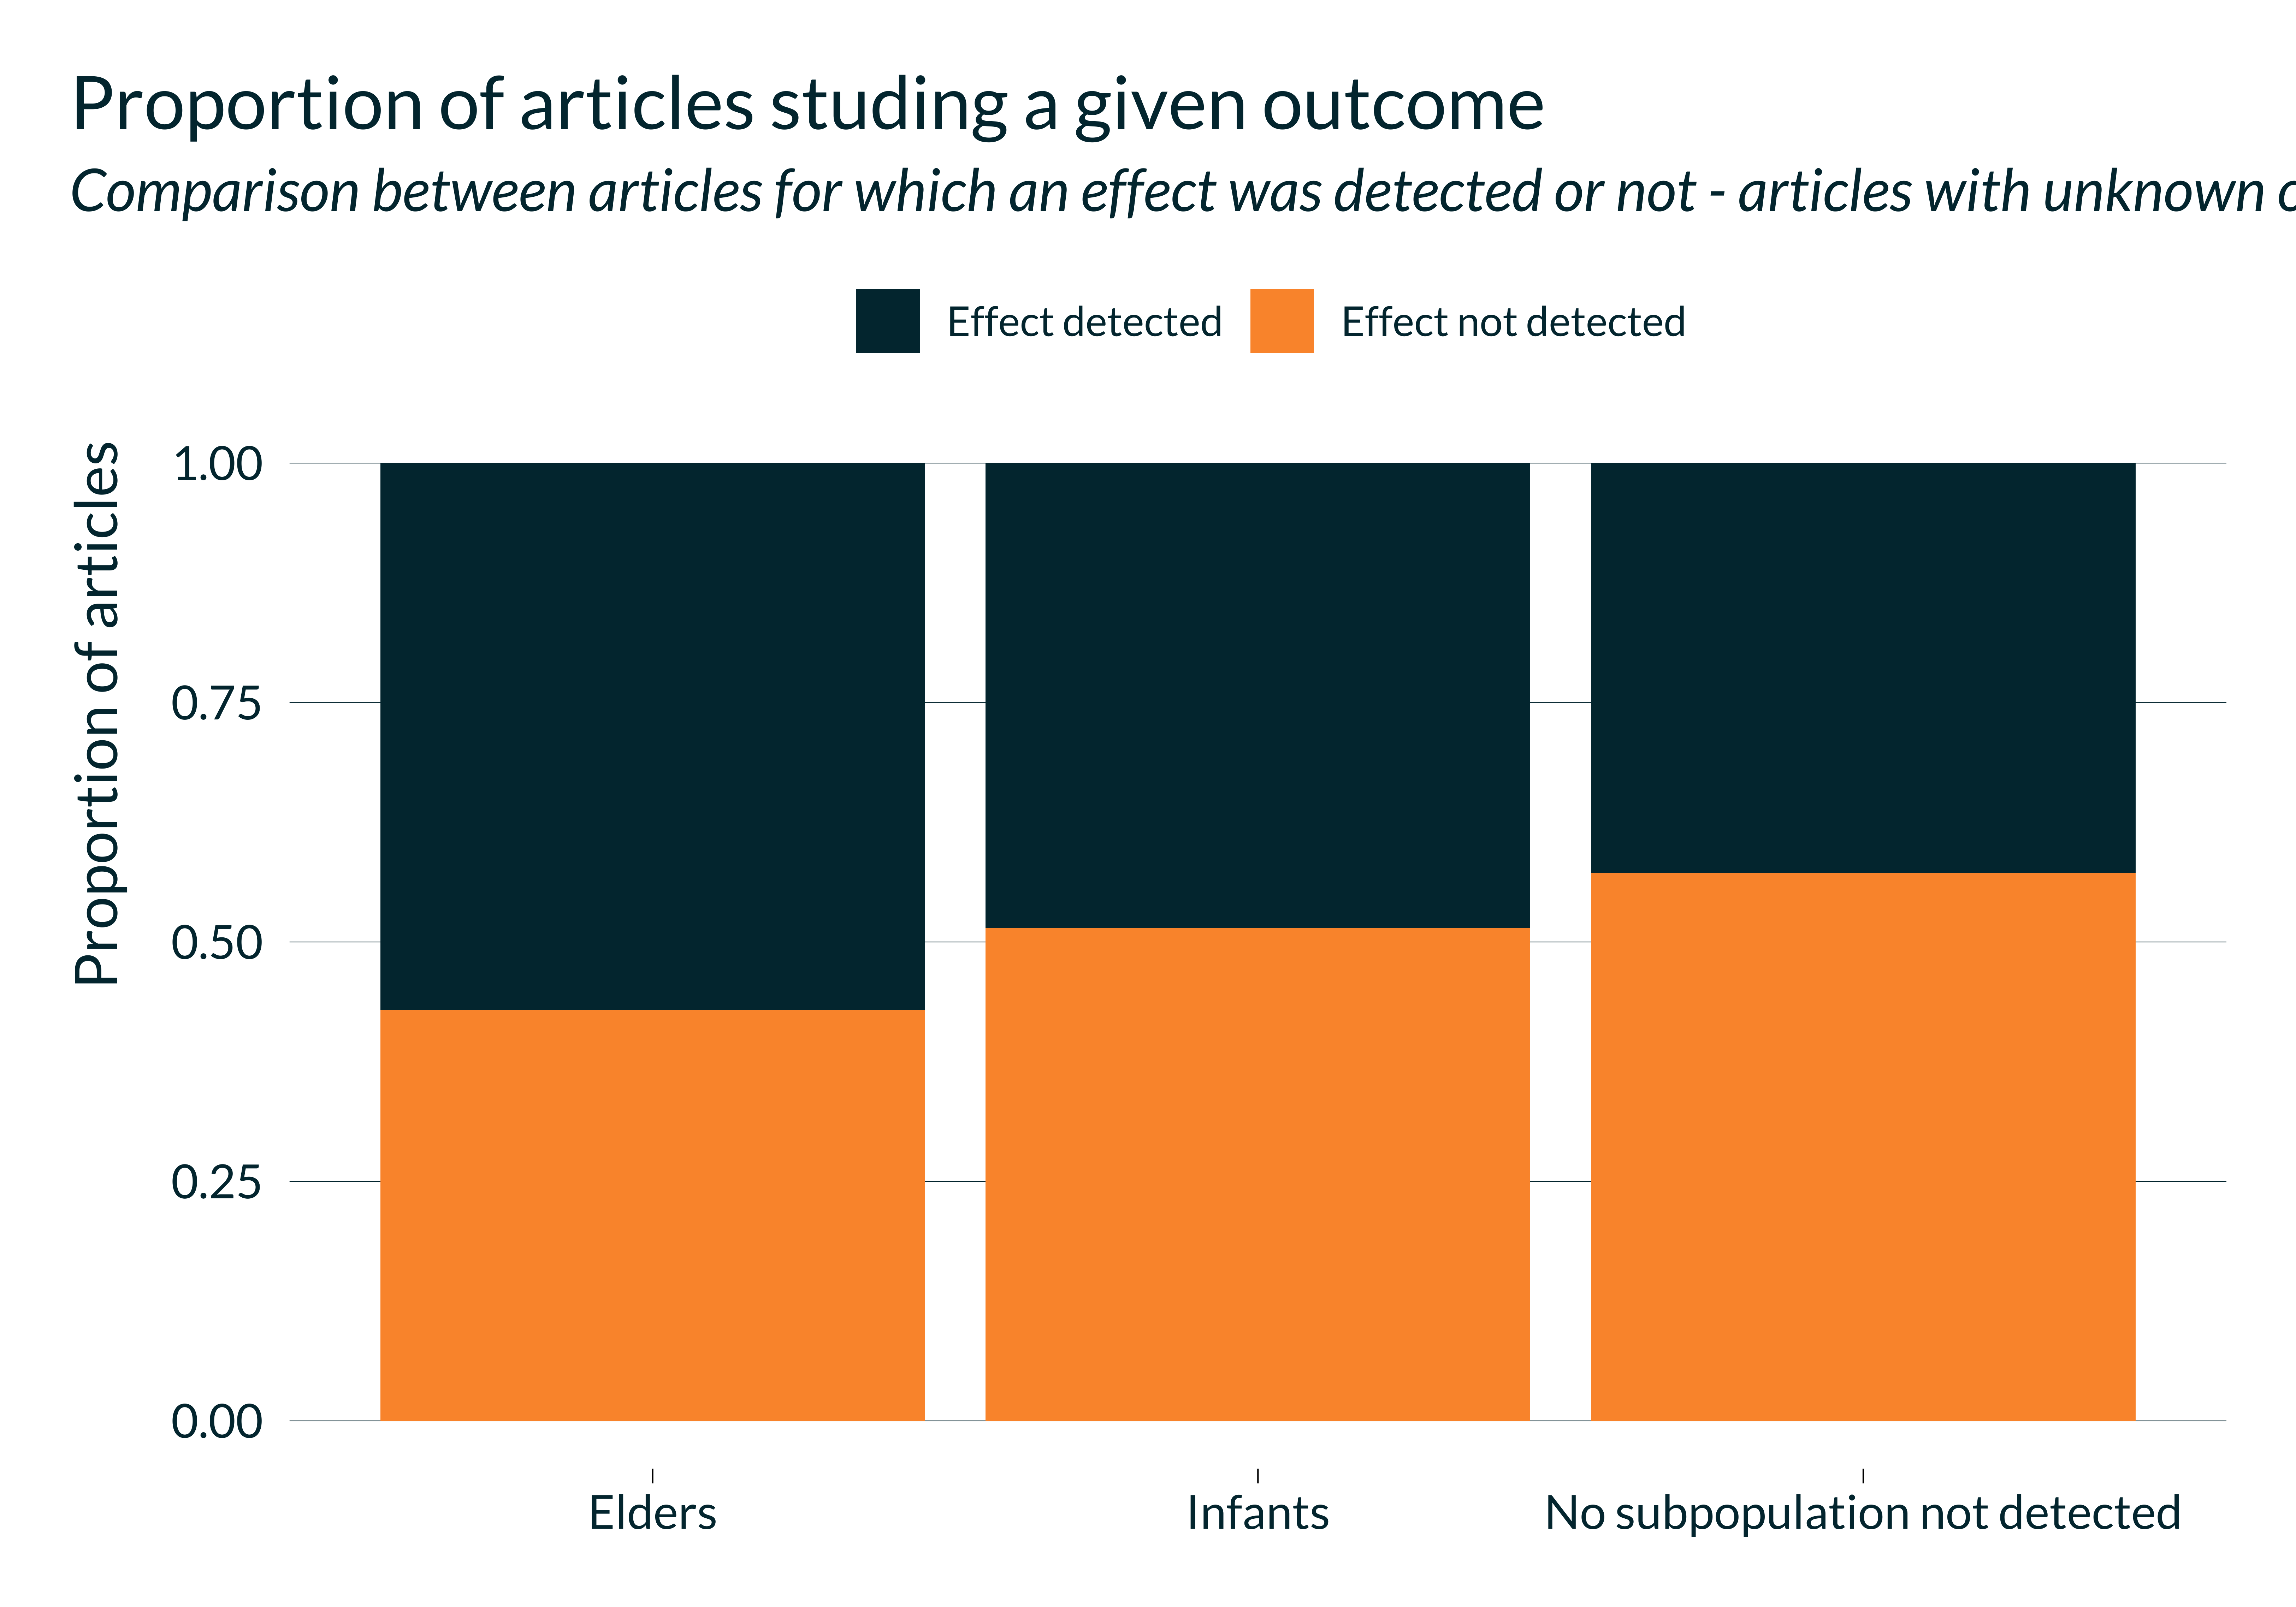 Proportion of articles studing a given outcome
Comparison between articles for which an effect was detected or not - articles with unknown
Effect detected
Effect not detected
Proportion of articles
1.00
0.75
0.50
0.25
0.00
Elders
Infants
No subpopulation not detected